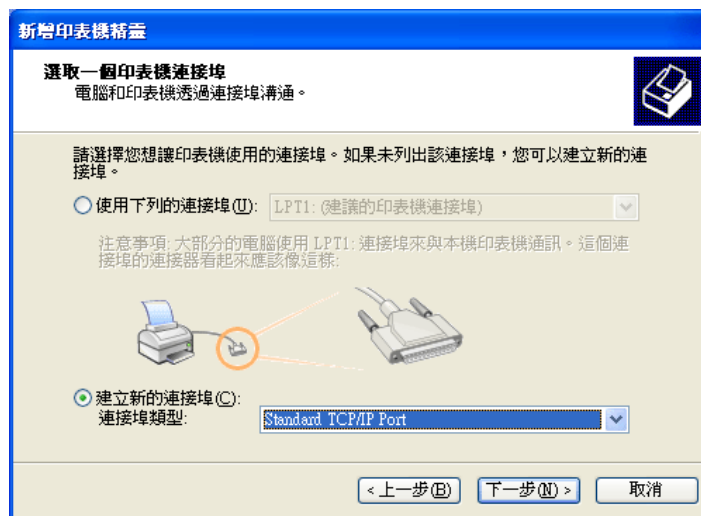 新增印表機精靈
選取一個印表機連接埠
電腦和印表機透過連接埠溝通。
請選擇您想讓印表機使用的連接埠。如果未列出該連接埠，您可以建立新的連
接埠。
使用下列的連接埠(U): LPT1: (建議的印表機連接埠)
注意事項: 大部分的電腦使用 LPT1: 連接埠來與本機印表機通訊。這個連
接埠的連接器看起來應該像這樣:
建立新的連接埠(C):
連接埠類型: Standard TCP/IP Port
< 上一步(B) 下一步(N) > 取消